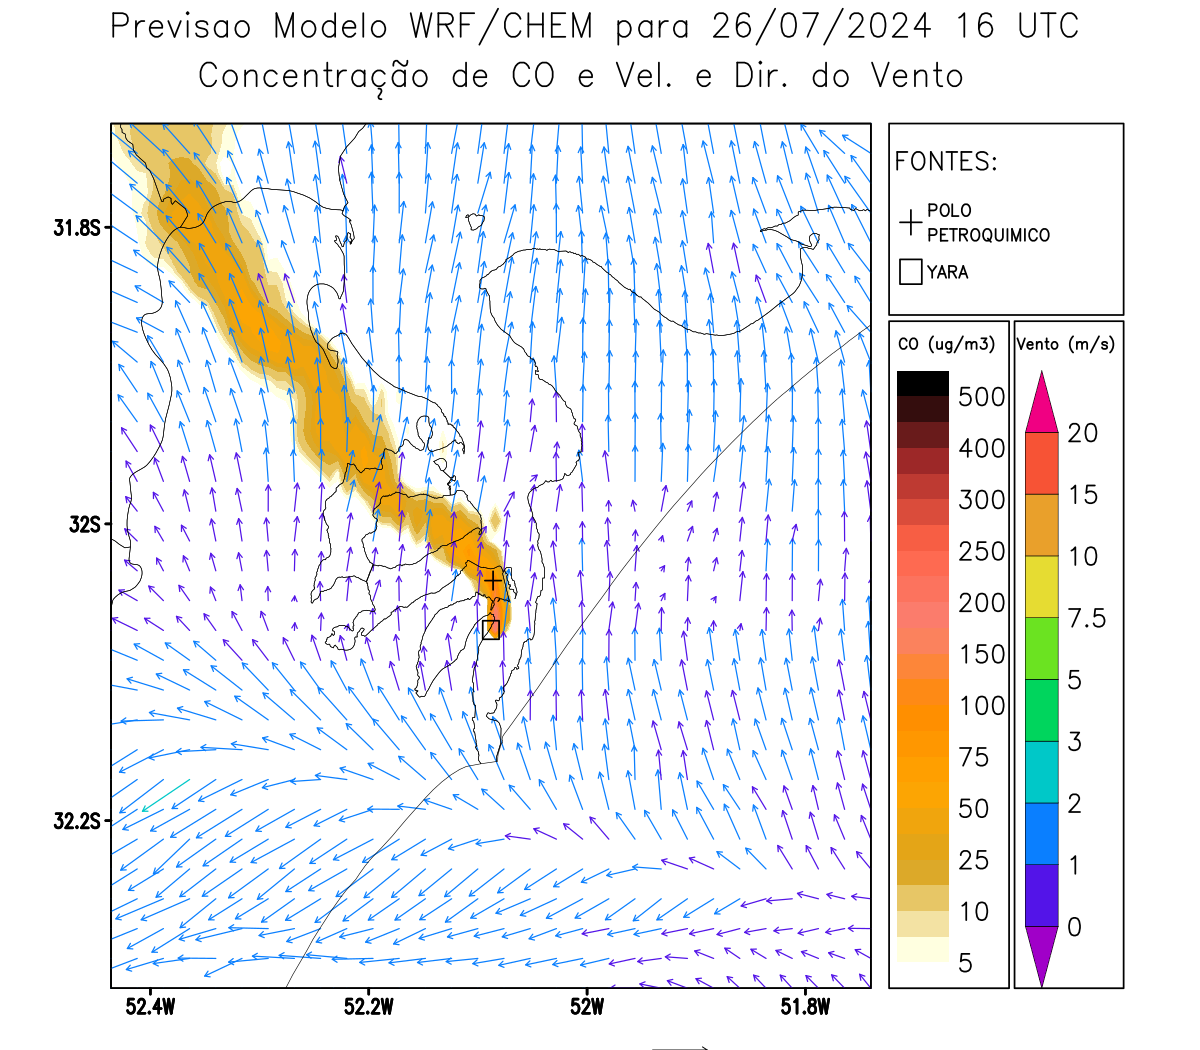 Previsao Modelo WRF/CHEM para 26/07/2024 16 UTC
Concentração de CO e Vel. e Dir. do Vento
FONTES:
POLO
PETROQUIMICO
YARA
CO (ug/m3)
500
400
300
250
200
150
100
75
50
25
10
5
Vento (m/s)
20
15
10
7.5
5
3
2
1
0
31.8S
32S
32.2S
52.4W
52.2W
52W
51.8W